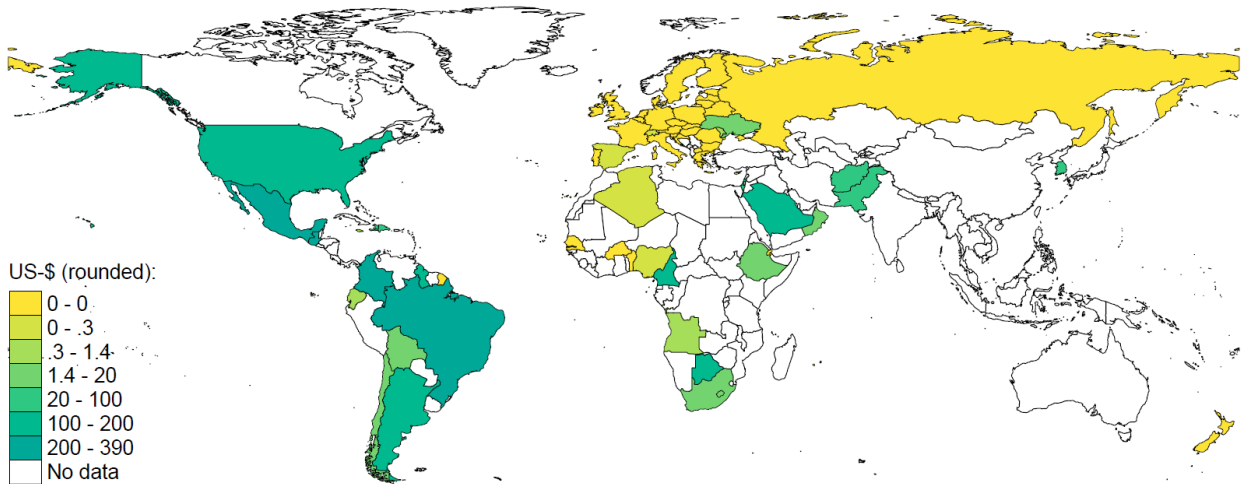 US-$ (rounded):
0 - 0
0 - .3
.3 - 1.4
1.4 - 20
20 - 100
100 - 200
200 - 390
No data